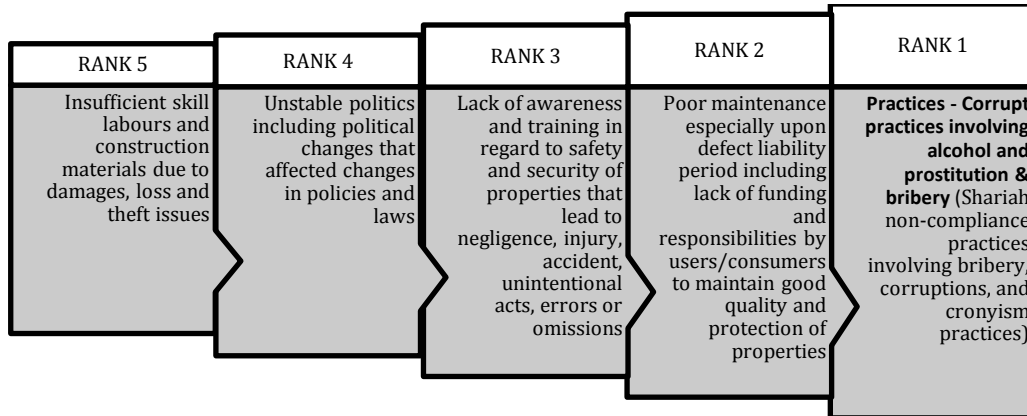 RANK 5
Insufficient skill
labours and
construction
materials due to
damages, loss and
theft issues
RANK 4
Unstable politics
including political
changes that
affected changes
in policies and
laws
RANK 3
Lack of awareness
and training in
regard to safety
and security of
properties that
lead to
negligence, injury,
accident,
unintentional
acts, errors or
omissions
RANK 2
Poor maintenance
especially upon
defect liability
period including
lack of funding
and
responsibilities by
users/consumers
to maintain good
quality and
protection of
properties
RANK 1
Practices - Corrupt
practices involving
alcohol and
prostitution &
bribery (Shariah
non-compliance
practices
involving bribery,
corruptions, and
cronyism
practices)